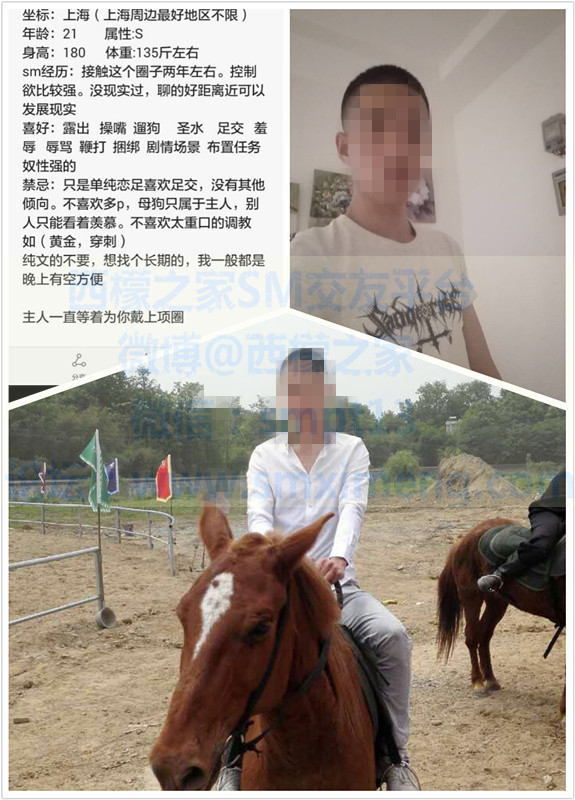 坐标：上海（上海周边最好地区不限）
年龄：21 属性:S
身高：180 体重:135斤左右
sm经历：接触这个圈子两年左右。控制
欲比较强。没现实过，聊的好距离近可以
发展现实
喜好：露出 操嘴 遛狗 圣水 足交 羞
辱 辱骂 鞭打 捆绑 剧情场景 布置任务
奴性强的
禁忌：只是单纯恋足喜欢足交，没有其他
倾向。不喜欢多p，母狗只属于主人，别
人只能看着羡慕。不喜欢太重口的调教
如（黄金，穿刺）
纯文的不要，想找个长期的，我一般都是
晚上有空方便
主人一直等着为你戴上项圈
西檬之家SM交友平台
微博@西檬之家